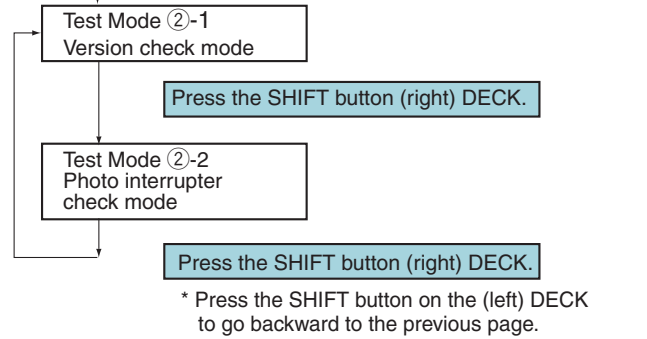 Test Mode ②-1
Version check mode
Press the SHIFT button (right) DECK.
Test Mode ②-2
Photo interrupter
check mode
Press the SHIFT button (right) DECK.
* Press the SHIFT button on the (left) DECK
to go backward to the previous page.